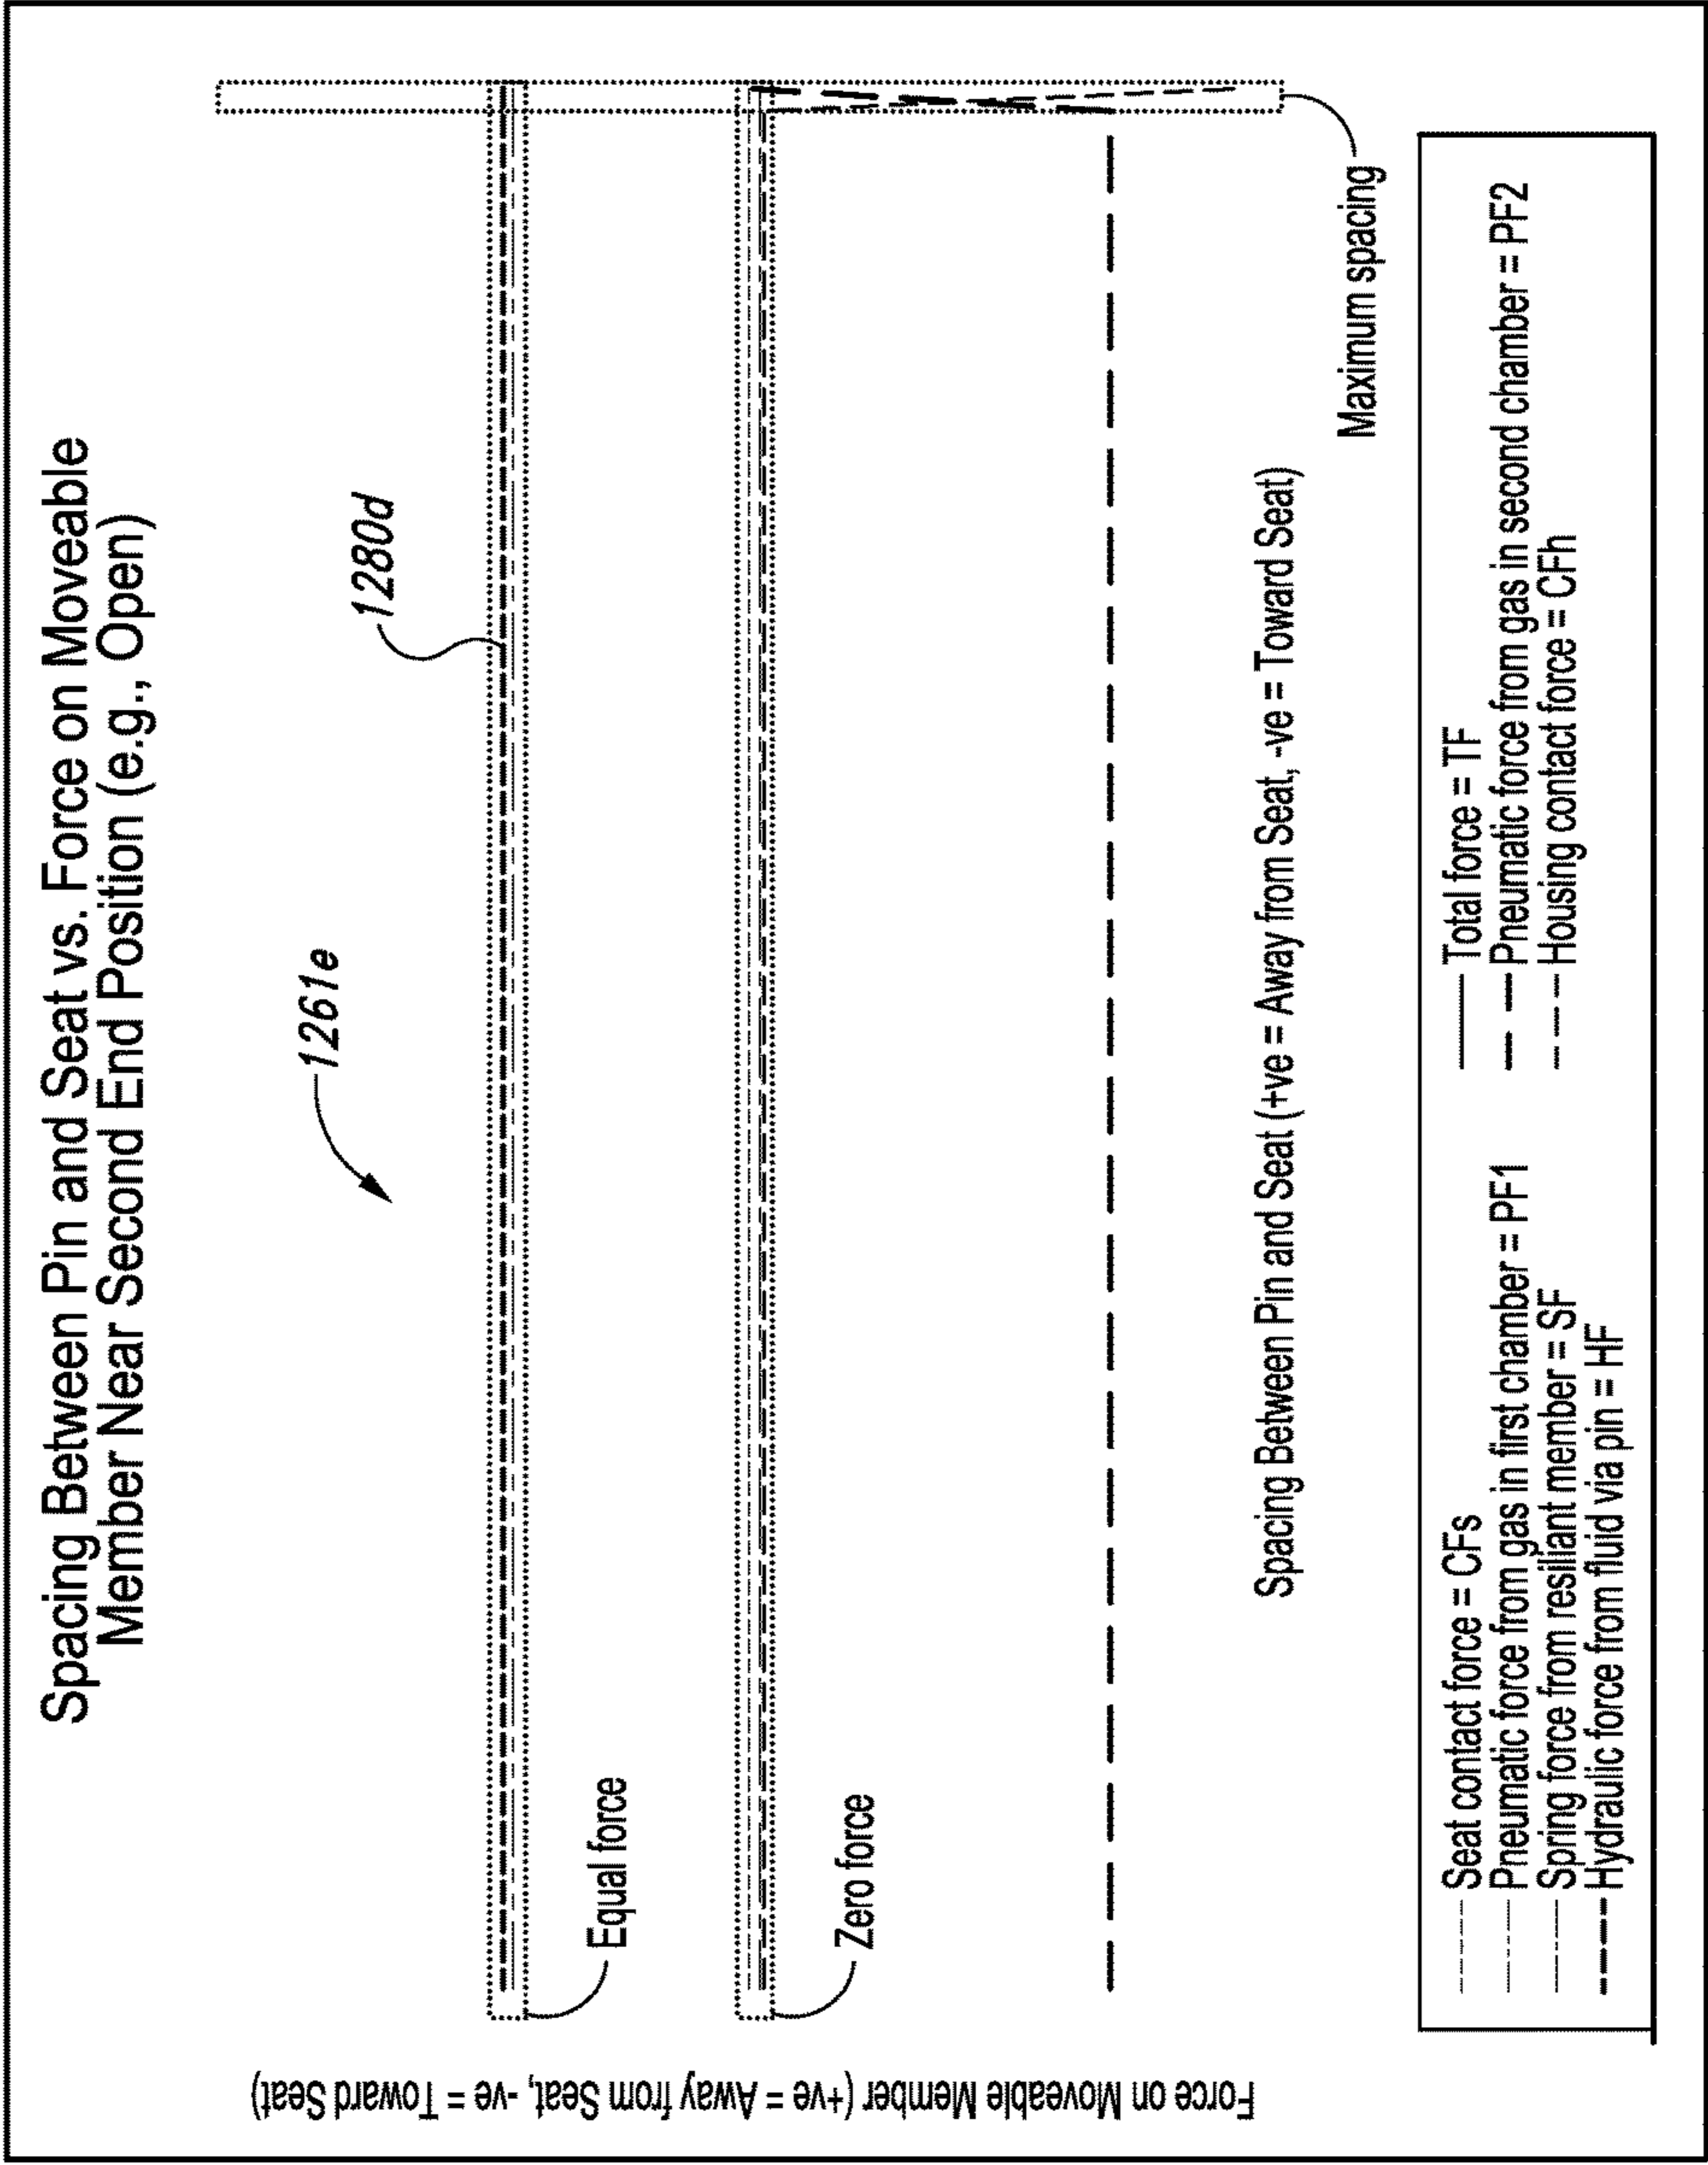 Spacing Between Pin and Seat vs. Force on Moveable
Member Near Second End Position (e.g., Open)
1261e
1280d
Equal force
Zero force
Force on Moveable Member (+ve = Away from Seat, -ve = Toward Seat)
Spacing Between Pin and Seat (+ve = Away from Seat, -ve = Toward Seat)
Maximum spacing
Seat contact force = CFs
Pneumatic force from gas in first chamber = PF1
Spring force from resiliant member = SF
Hydraulic force from fluid via pin = HF
Total force = TF
Pneumatic force from gas in second chamber = PF2
Housing contact force = CFh